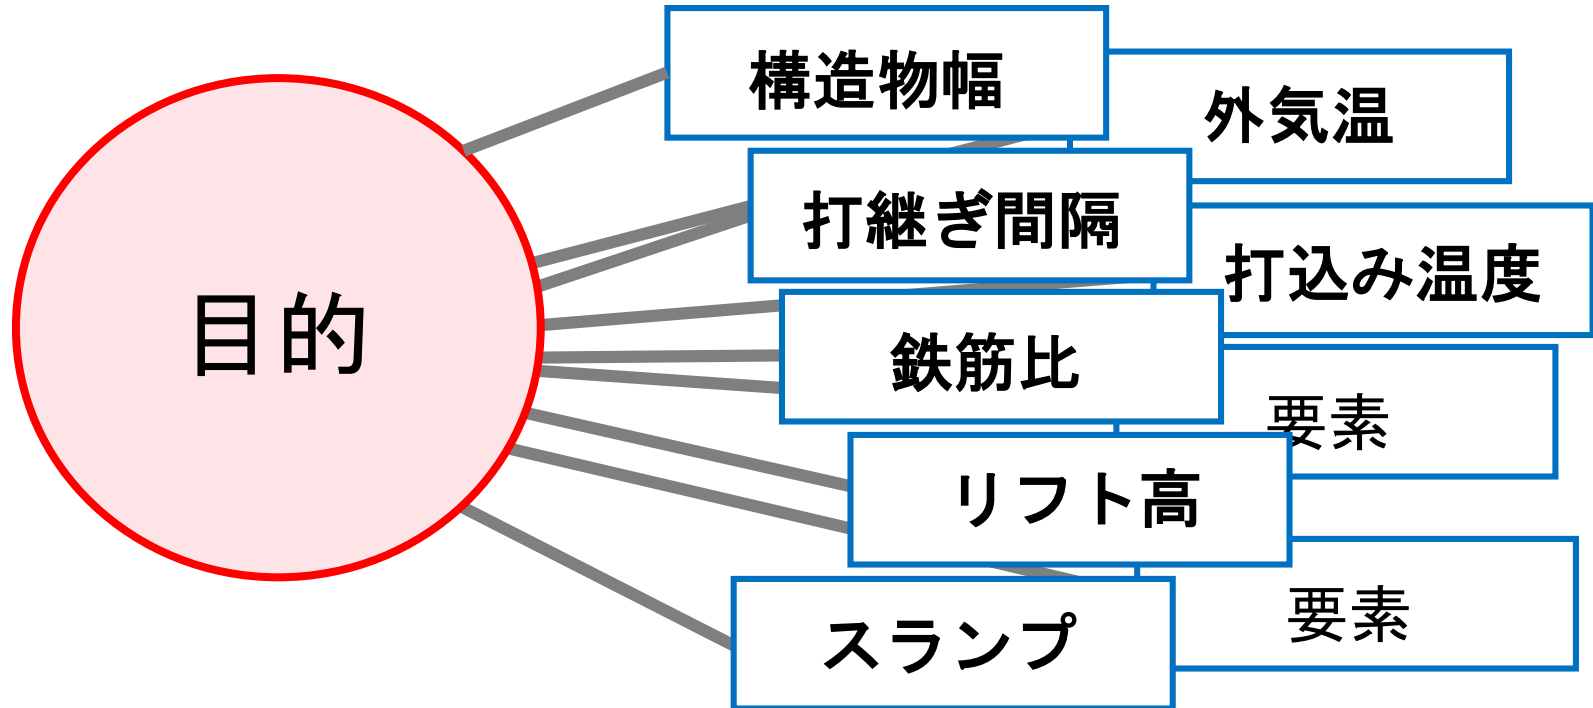 目的
構造物幅
外気温
打継ぎ間隔
打込み温度
鉄筋比
要素
リフト高
要素
スランプ